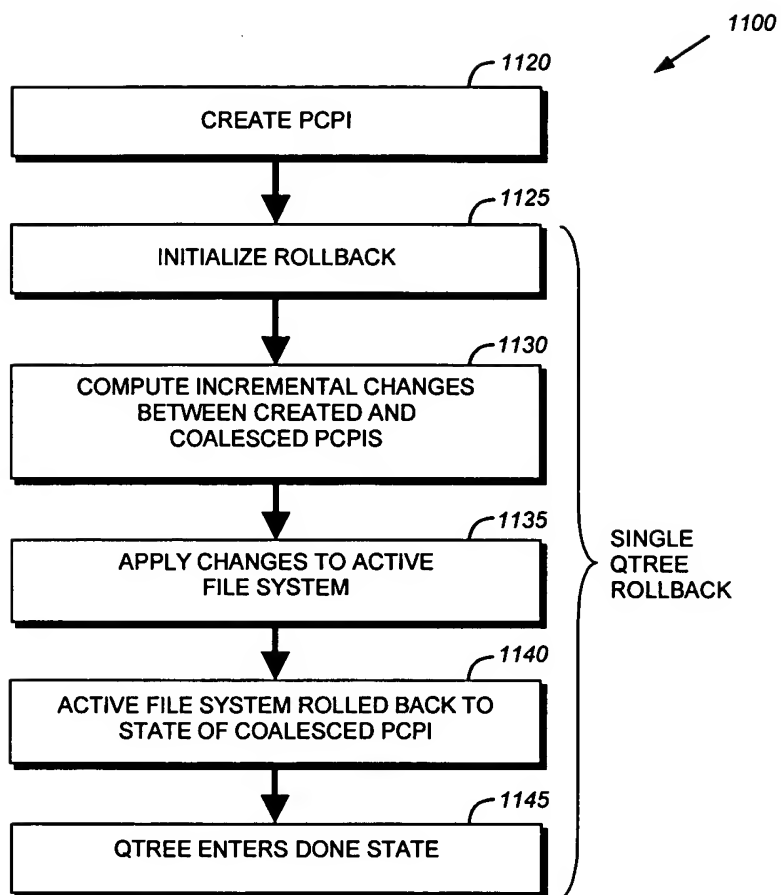 1100
1120
CREATE PCPI
1125
INITIALIZE ROLLBACK
1130
COMPUTE INCREMENTAL CHANGES
BETWEEN CREATED AND
COALESCED PCPIS
1135
APPLY CHANGES TO ACTIVE
FILE SYSTEM
SINGLE
QTREE
ROLLBACK
1140
ACTIVE FILE SYSTEM ROLLED BACK TO
STATE OF COALESCED PCPI
1145
QTREE ENTERS DONE STATE